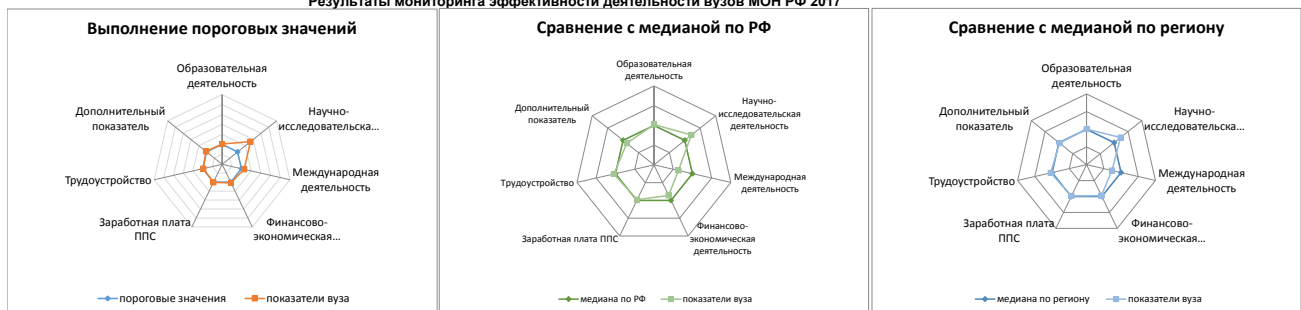 Результаты мониторинга эффективности деятельности вузов МОН РФ 2017
Выполнение пороговых значений
Образовательная
деятельность
Научно-
исследовательска...
Международная
деятельность
Финансово-
экономическая...
Заработная плата
ППС
Трудоустройство
Дополнительный
показатель
пороговые значения
показатели вуза
Сравнение с медианой по РФ
Образовательная
деятельность
Научно-
исследовательская
деятельность
Международная
деятельность
Финансово-
экономическая
деятельность
Заработная плата ППС
Трудоустройство
Дополнительный
показатель
медиана по РФ
показатели вуза
Сравнение с медианой по региону
Образовательная
деятельность
Научно-
исследовательска...
Международная
деятельность
Финансово-
экономическая...
Заработная плата
ППС
Трудоустройство
Дополнительный
показатель
медиана по региону
показатели вуза